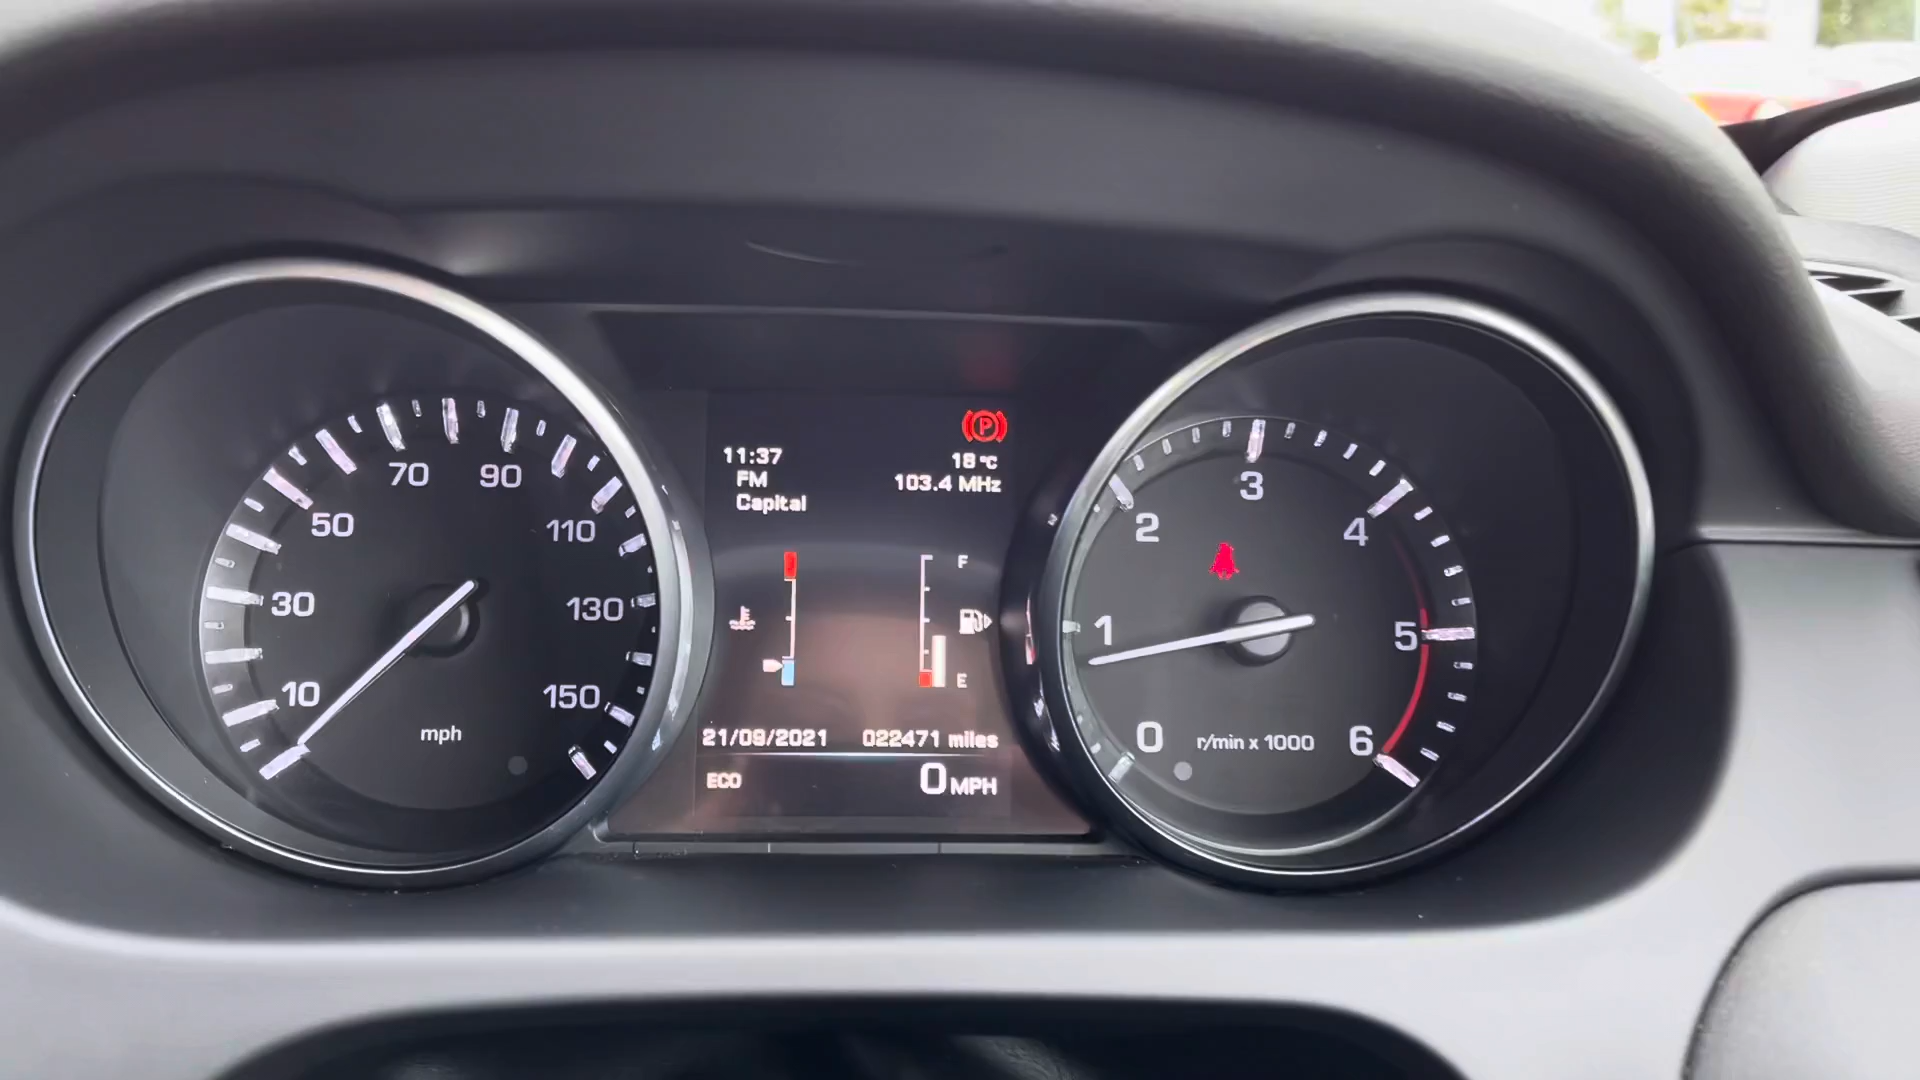 10
30
50
70
90
110
130
150
mph
P
11:37
18°C
FM
103.4 MHz
Capital
F
E
21/09/2021
022471 miles
ECO
0 MPH
0
1
2
3
4
5
6
r/min x 1000